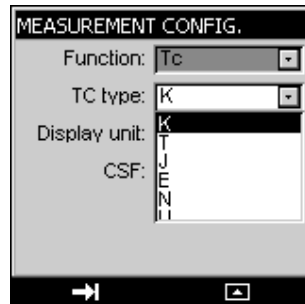 MEASUREMENT CONFIG.
Function: Tc
TC type: K
K
Display unit:
T
J
CSF:
E
N
U